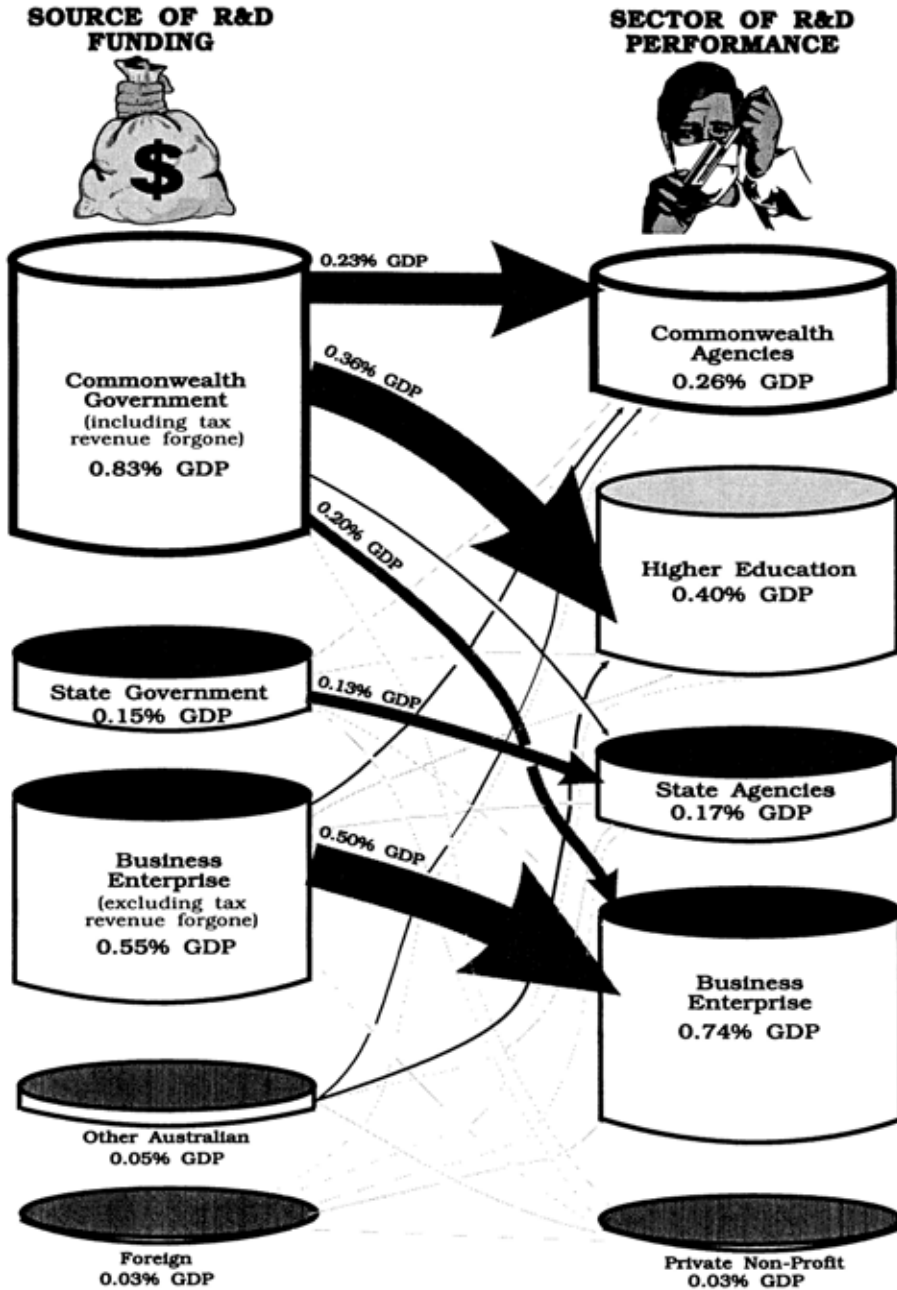 SOURCE OF R&D
FUNDING
SECTOR OF R&D
PERFORMANCE
$
0.23% GDP
0.36% GDP
0.20% GDP
0.13% GDP
0.50% GDP
Commonwealth
Government
(including tax
revenue forgone)
0.83% GDP
State Government
0.15% GDP
Business
Enterprise
(excluding tax
revenue forgone)
0.55% GDP
Other Australian
0.05% GDP
Foreign
0.03% GDP
Commonwealth
Agencies
0.26% GDP
Higher Education
0.40% GDP
State Agencies
0.17% GDP
Business
Enterprise
0.74% GDP
Private Non-Profit
0.03% GDP